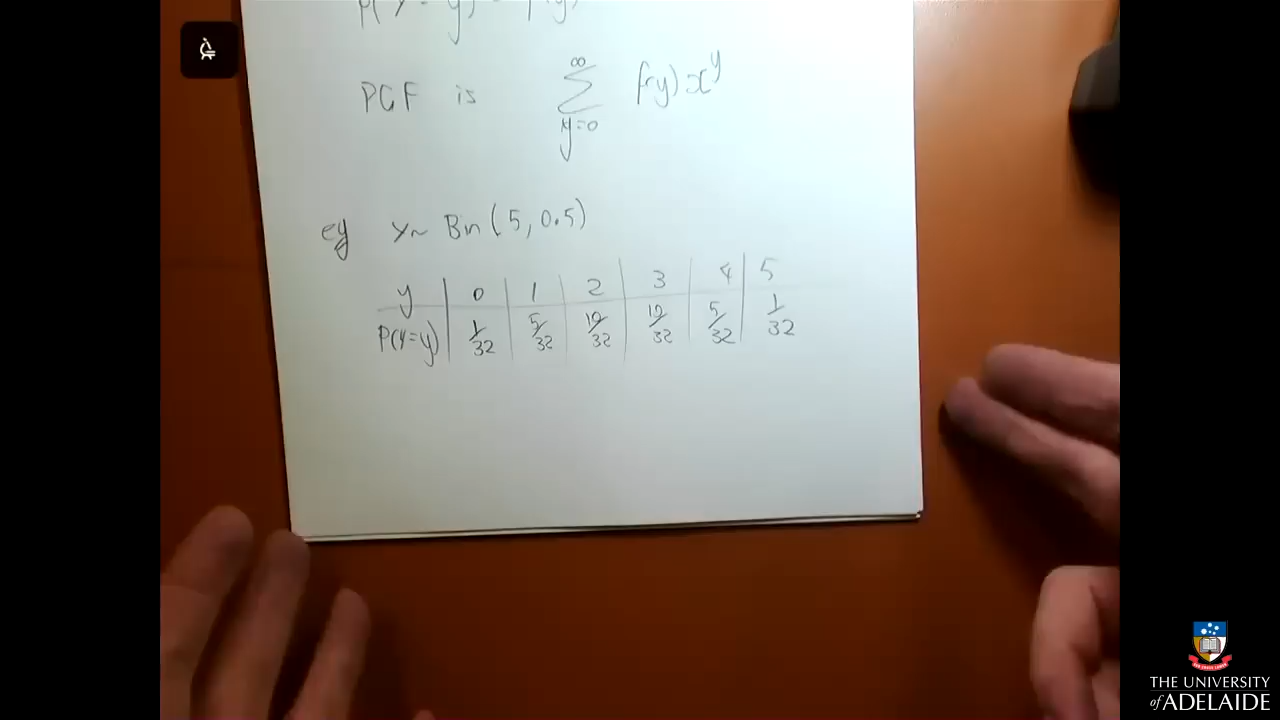 P(Y=y) = f(y)
PGF is ∞ ∑ y=0 f(y) x^y
eg Y~ Bin (5, 0.5)
y | 0 | 1 | 2 | 3 | 4 | 5
P(Y=y) | 1/32 | 5/32 | 10/32 | 10/32 | 5/32 | 1/32
THE UNIVERSITY
of ADELAIDE